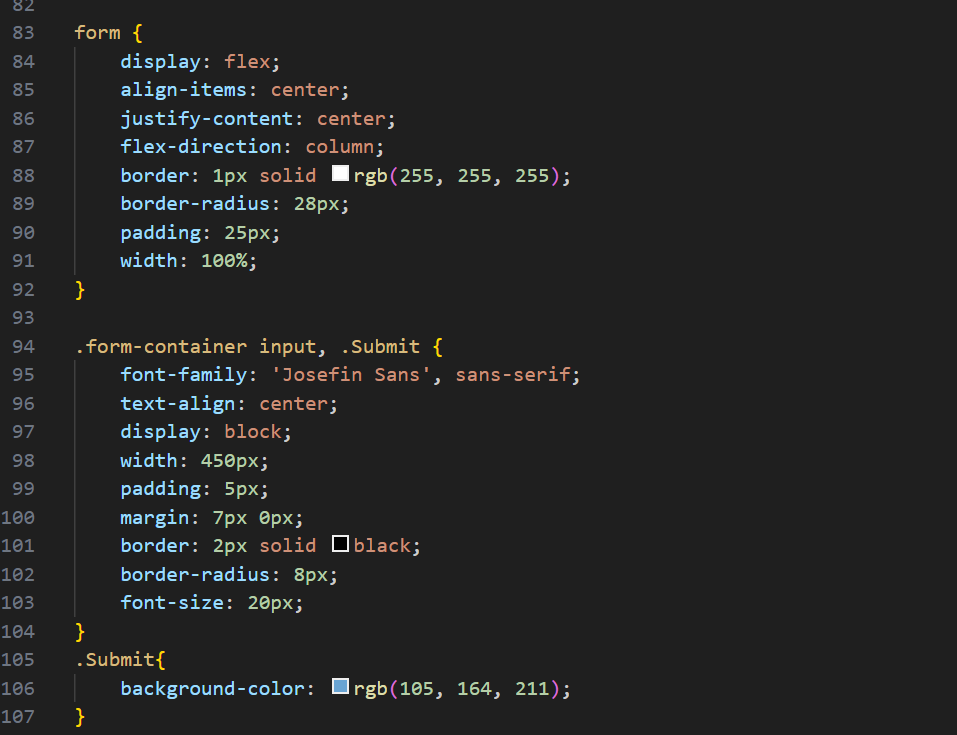 82
83 form {
84 display: flex;
85 align-items: center;
86 justify-content: center;
87 flex-direction: column;
88 border: 1px solid rgb(255, 255, 255);
89 border-radius: 28px;
90 padding: 25px;
91 width: 100%;
92 }
93
94 .form-container input, .Submit {
95 font-family: 'Josefin Sans', sans-serif;
96 text-align: center;
97 display: block;
98 width: 450px;
99 padding: 5px;
100 margin: 7px 0px;
101 border: 2px solid black;
102 border-radius: 8px;
103 font-size: 20px;
104 }
105 .Submit{
106 background-color: rgb(105, 164, 211);
107 }